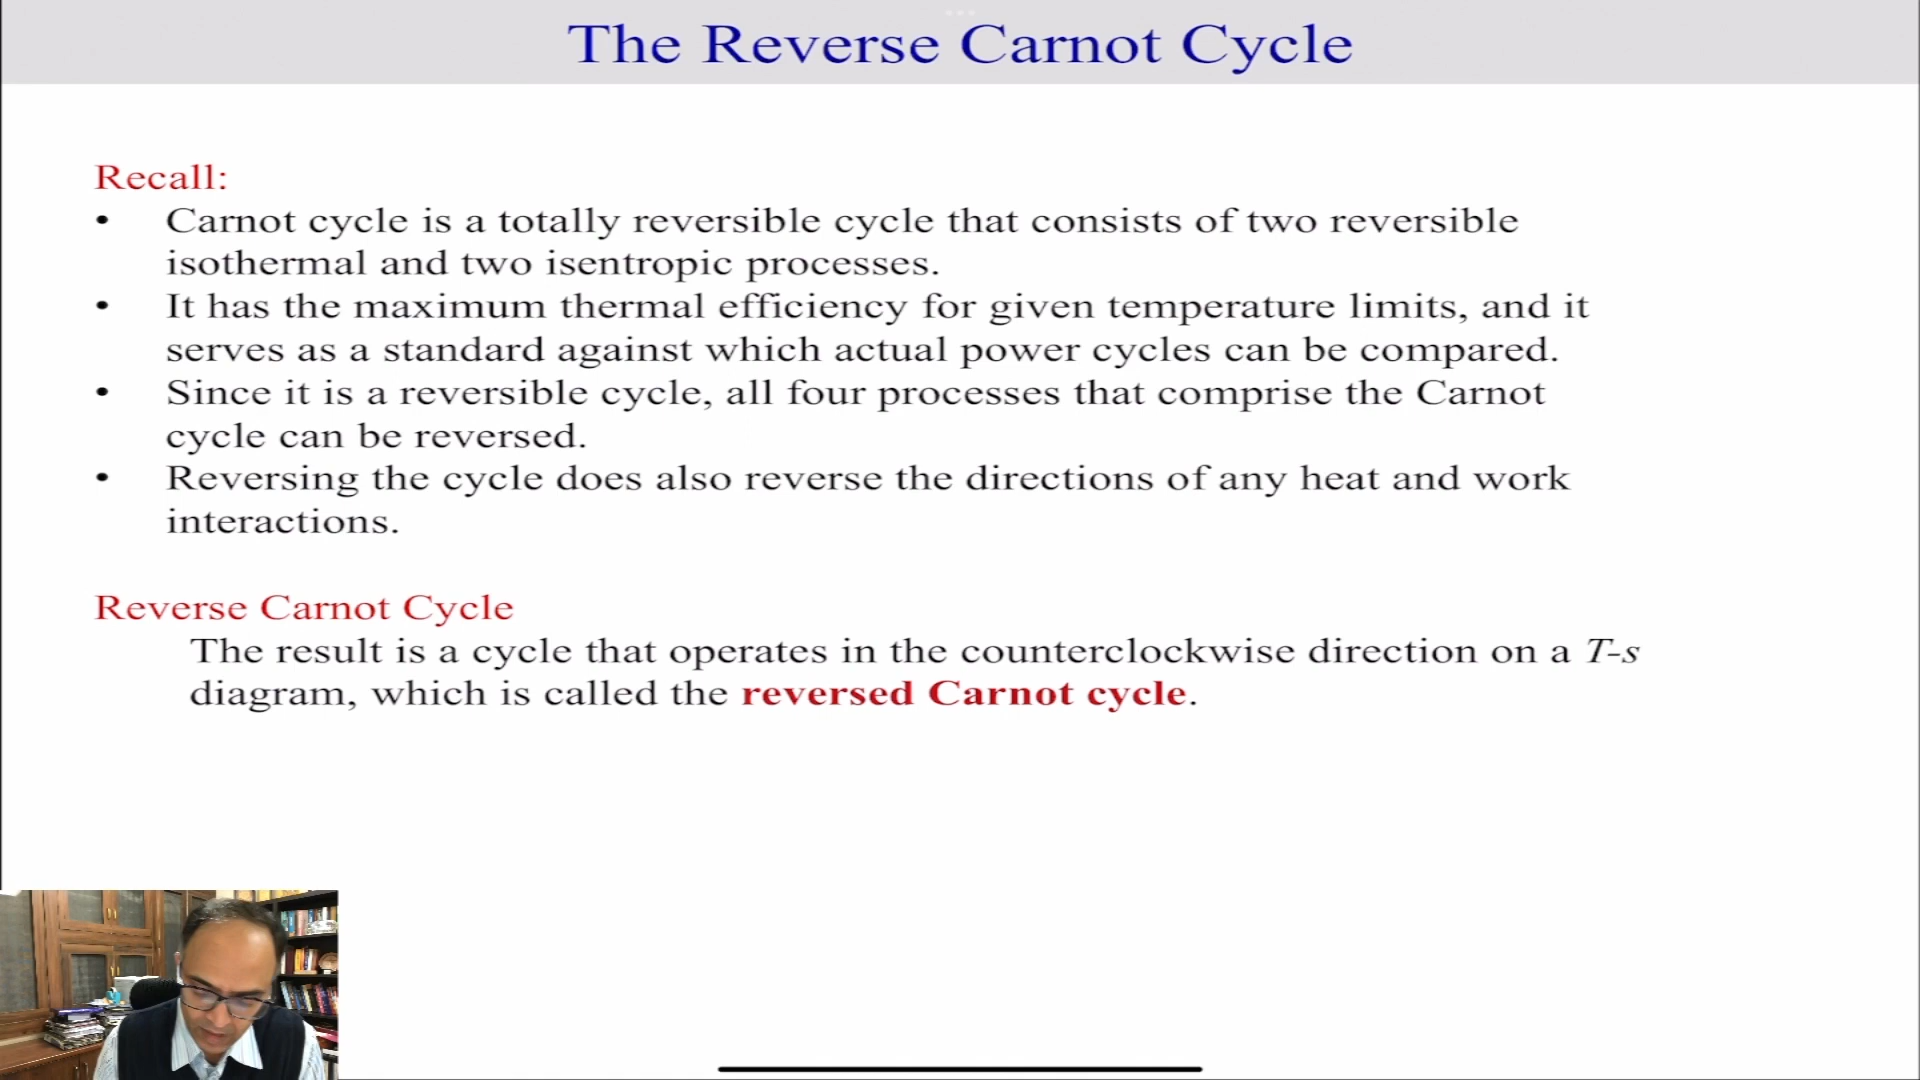 The Reverse Carnot Cycle
Recall:
• Carnot cycle is a totally reversible cycle that consists of two reversible
isothermal and two isentropic processes.
• It has the maximum thermal efficiency for given temperature limits, and it
serves as a standard against which actual power cycles can be compared.
• Since it is a reversible cycle, all four processes that comprise the Carnot
cycle can be reversed.
• Reversing the cycle does also reverse the directions of any heat and work
interactions.
Reverse Carnot Cycle
The result is a cycle that operates in the counterclockwise direction on a T-s
diagram, which is called the reversed Carnot cycle.